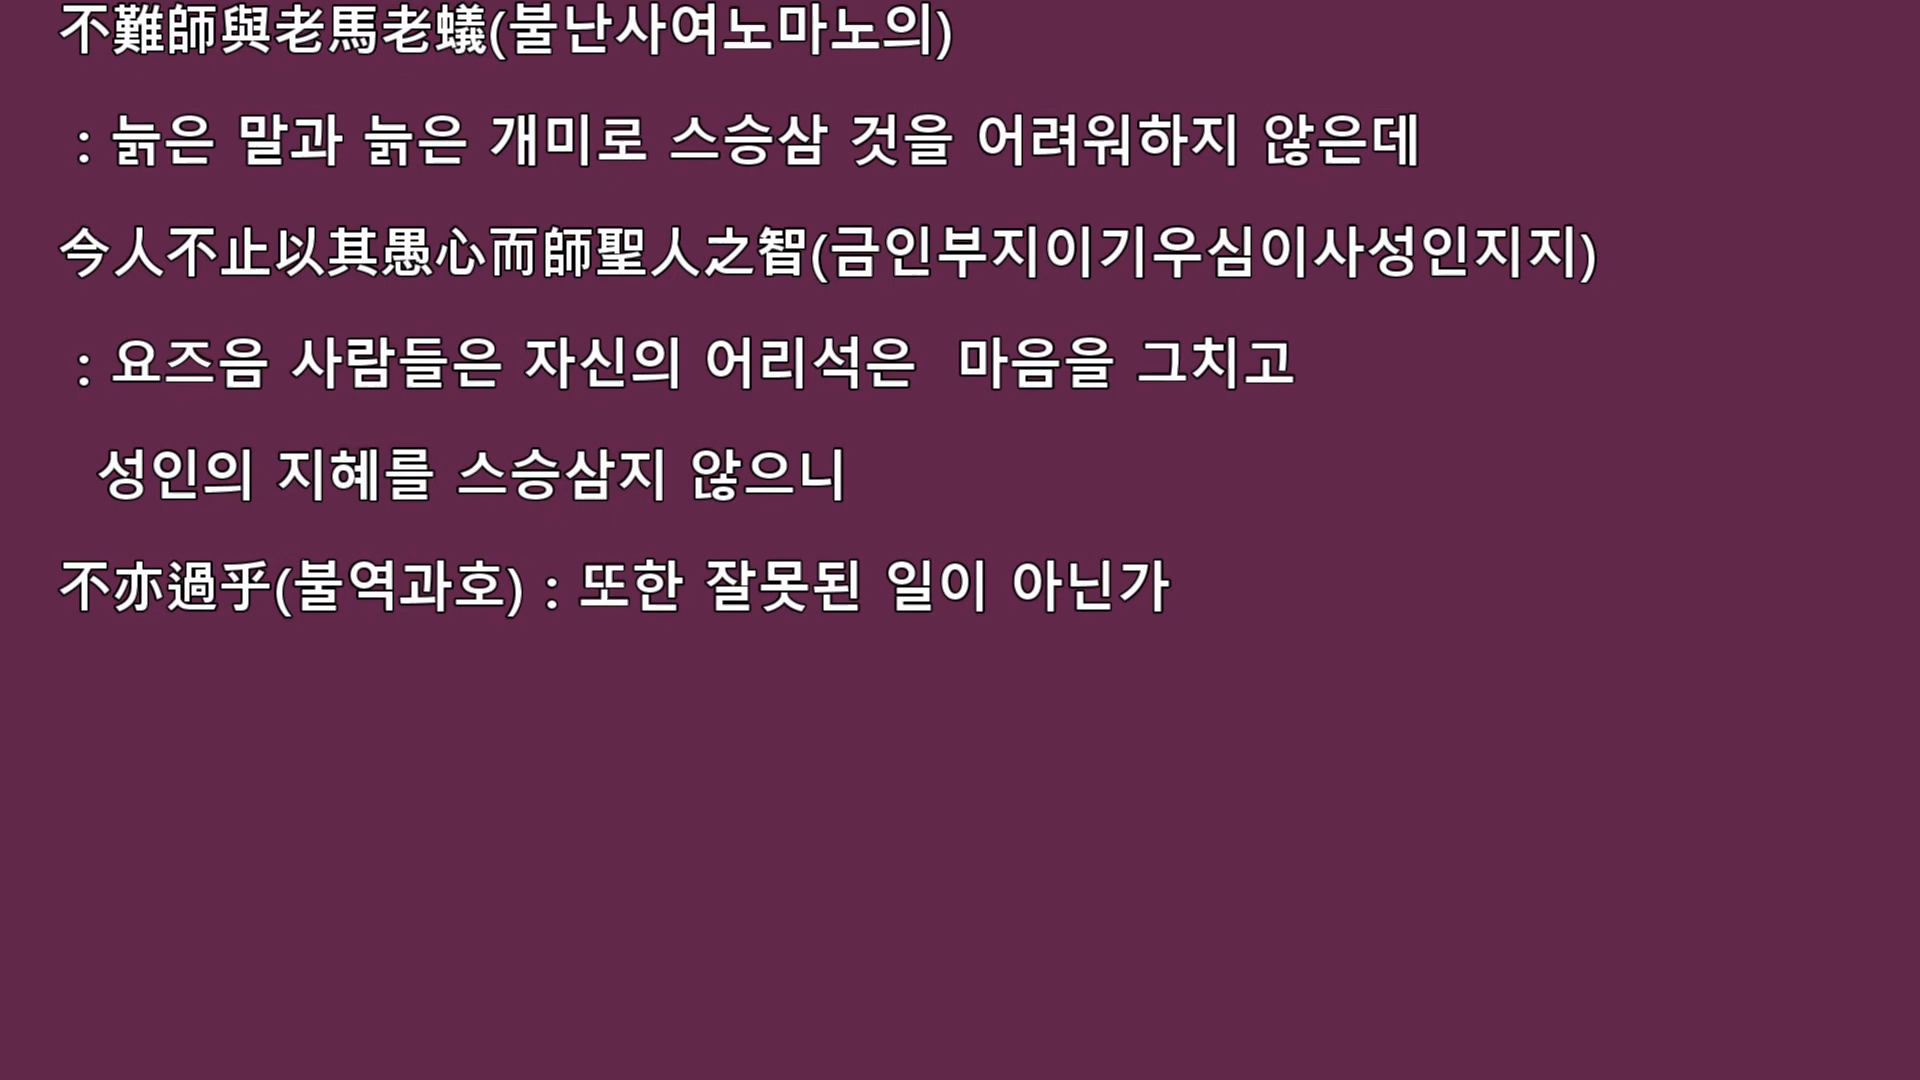 不難師與老馬老蟻(불난사여노마노의)
: 늙은 말과 늙은 개미로 스승삼 것을 어려워하지 않은데
今人不止以其愚心而師聖人之智(금인부지이기우심이사성인지지)
: 요즈음 사람들은 자신의 어리석은 마음을 그치고
성인의 지혜를 스승삼지 않으니
不亦過乎(불역과호) : 또한 잘못된 일이 아닌가